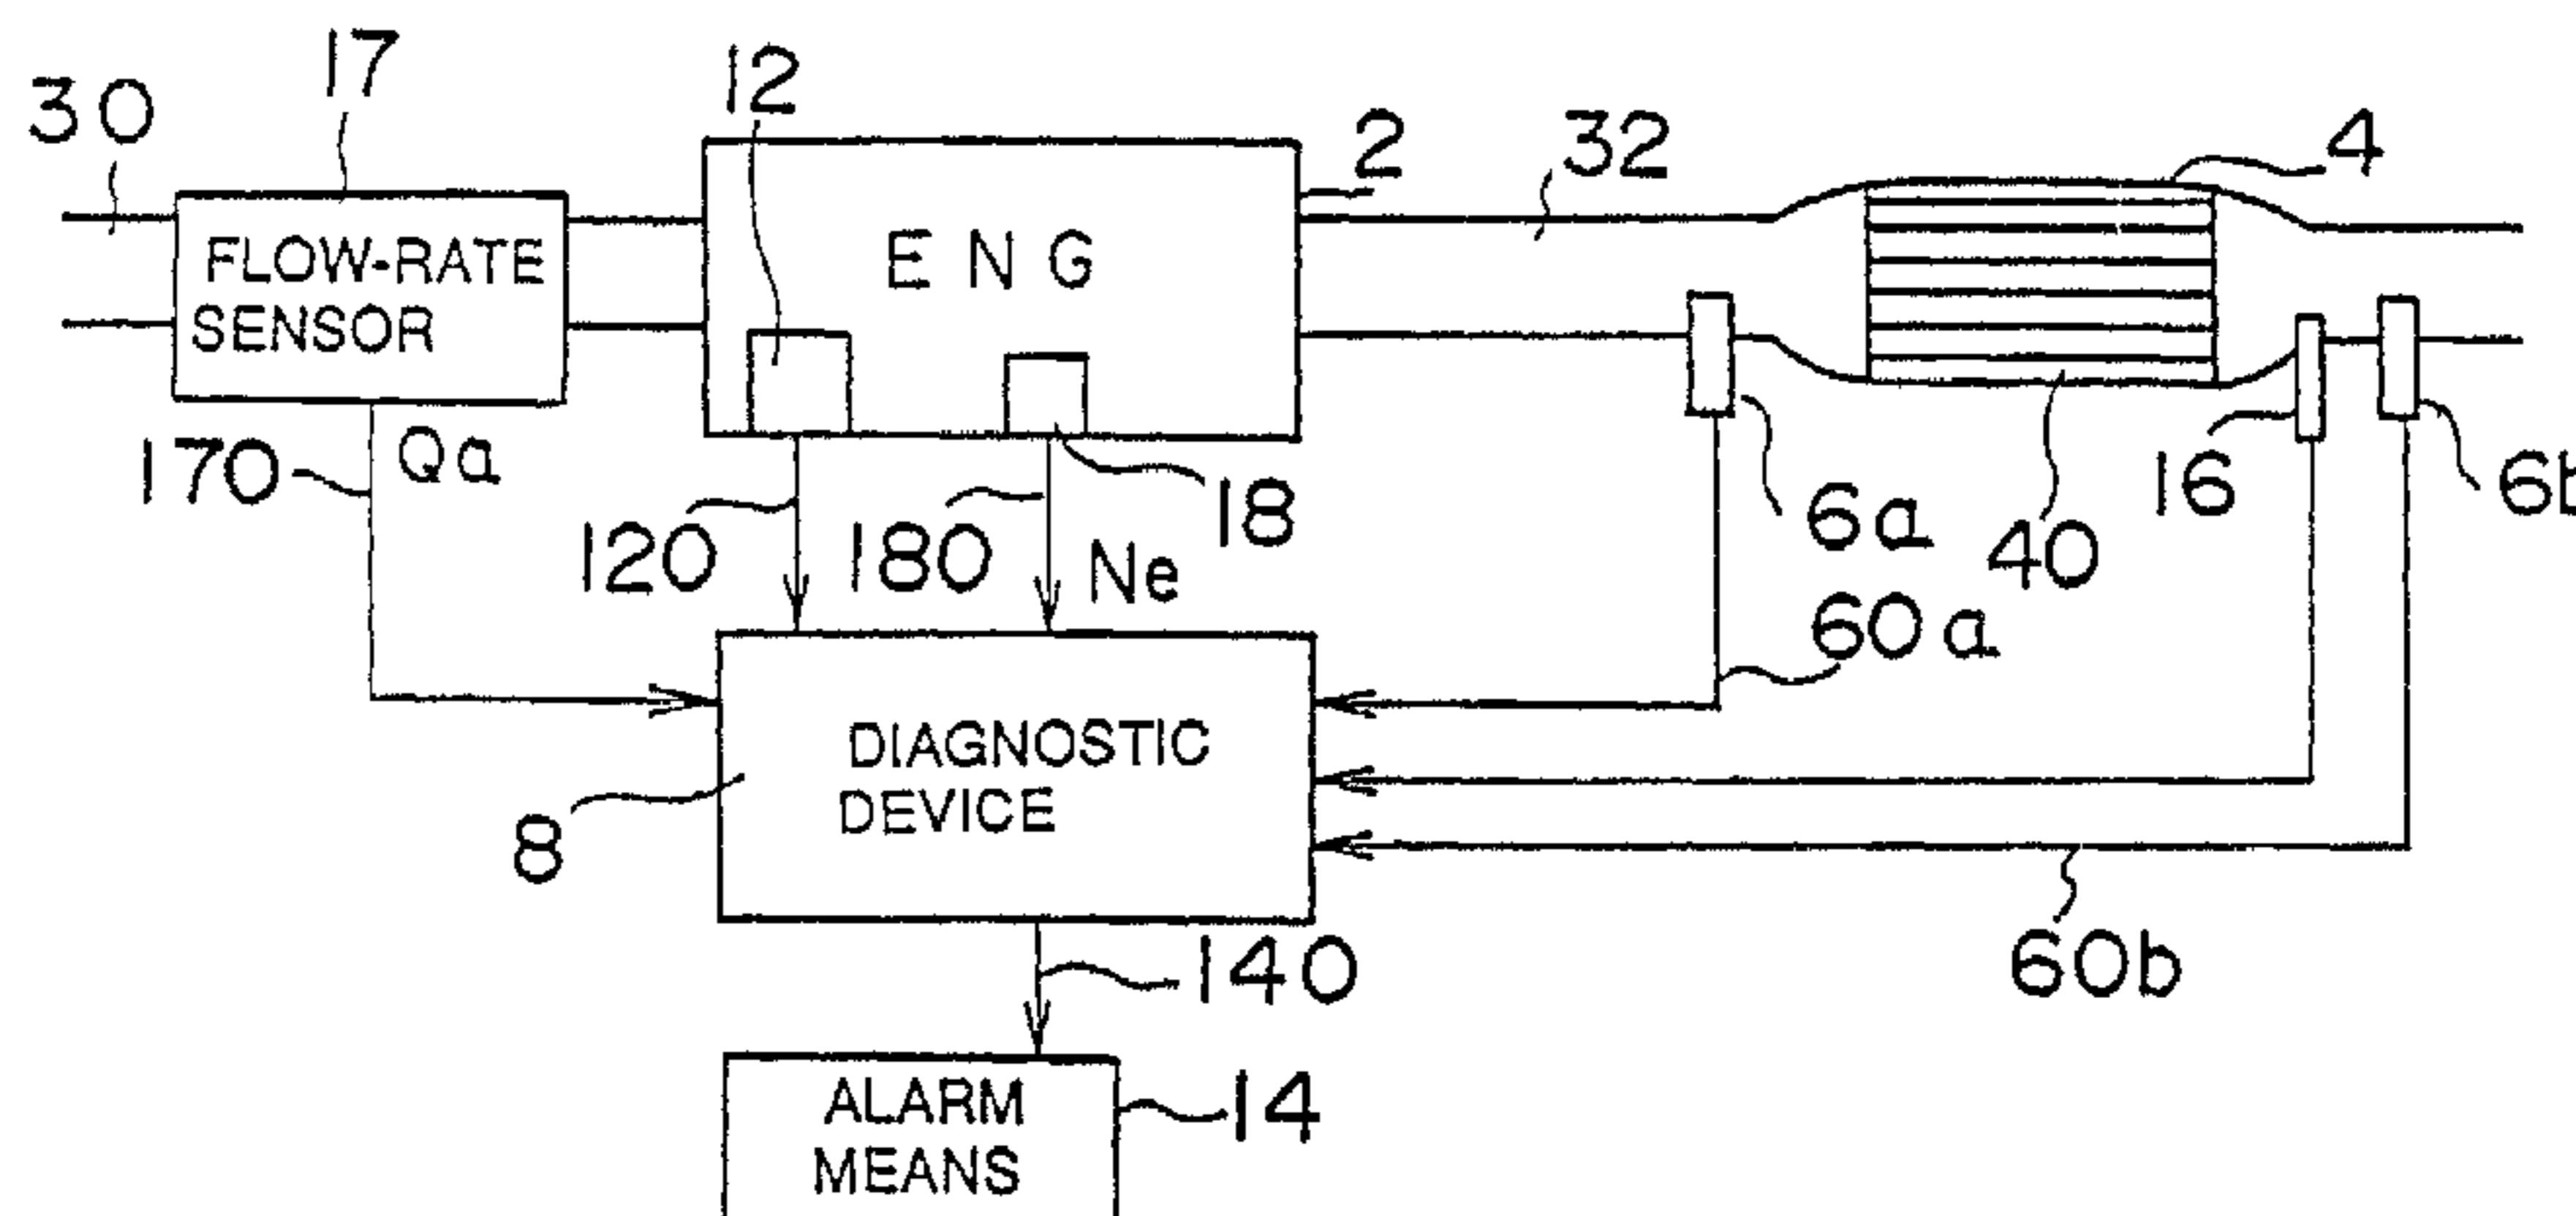 17
12
30
2
32
4
FLOW-RATE
SENSOR
E N G
Qa
170
18
16
6b
6a
40
120
180
Ne
60a
DIAGNOSTIC
DEVICE
8
60b
140
ALARM
MEANS
14